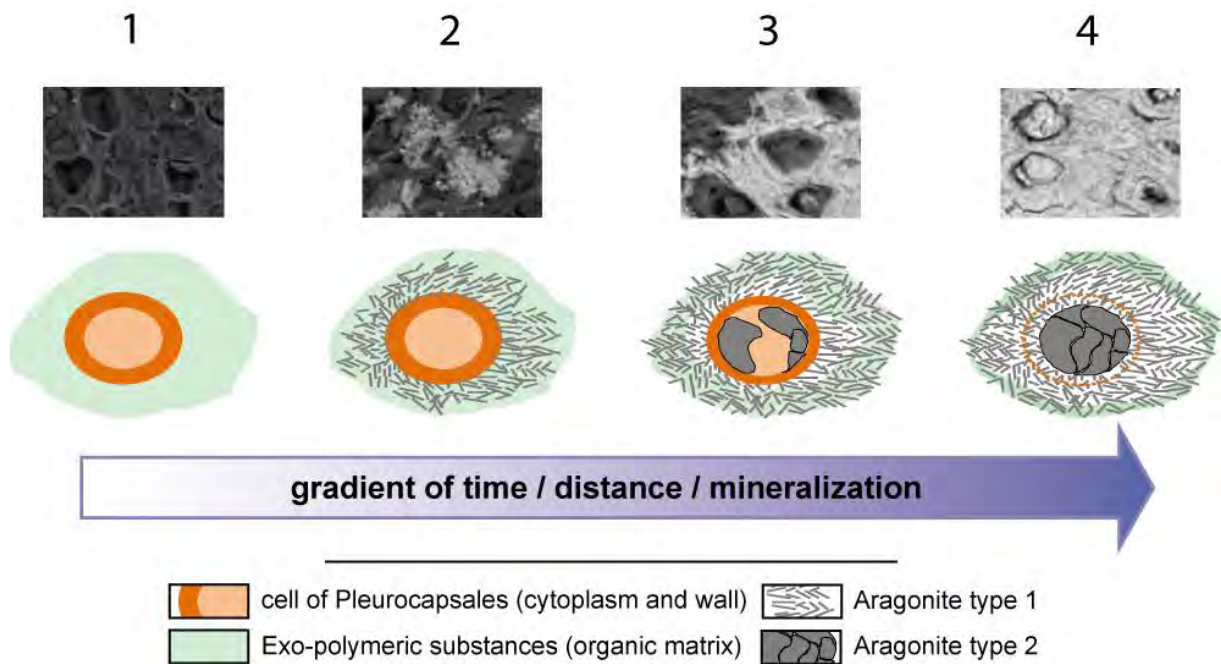 1 2 3 4
gradient of time / distance / mineralization
cell of Pleurocapsales (cytoplasm and wall)
Aragonite type 1
Exo-polymeric substances (organic matrix)
Aragonite type 2